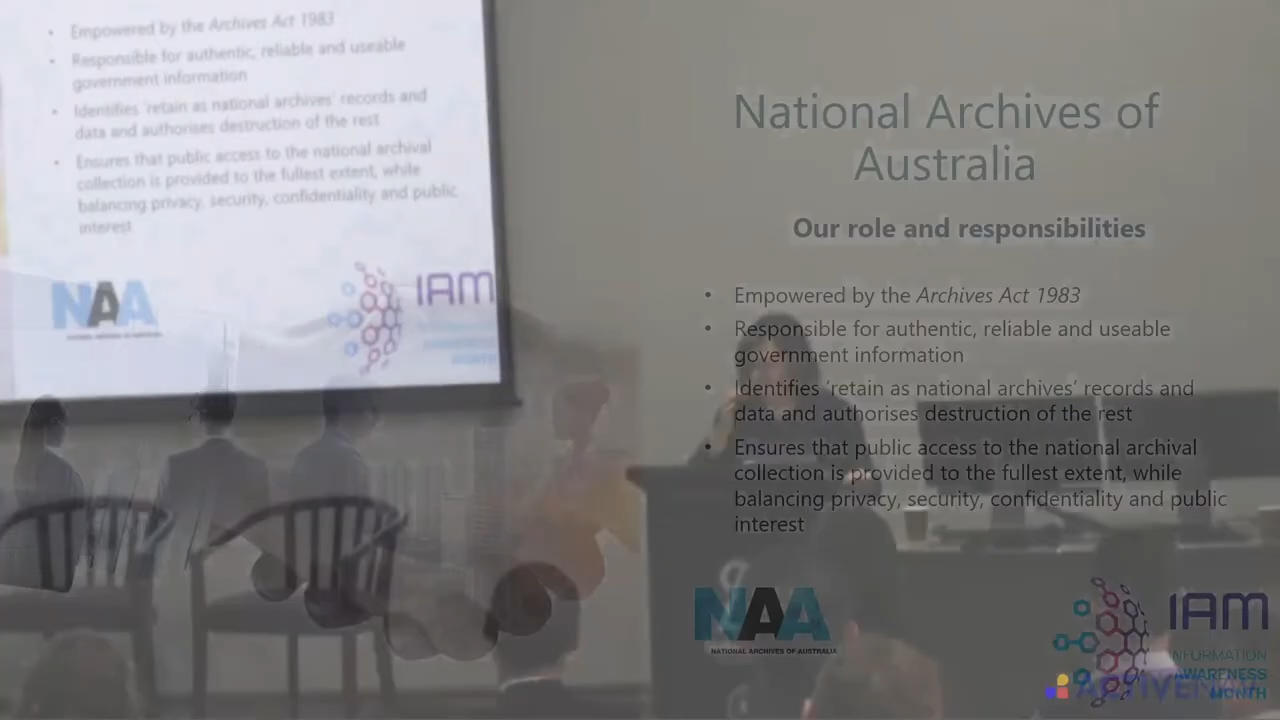 • Empowered by the Archives Act 1983
• Responsible for authentic, reliable and useable
government information
• Identifies 'retain as national archives' records and
data and authorises destruction of the rest
• Ensures that public access to the national archival
collection is provided to the fullest extent, while
balancing privacy, security, confidentiality and public
interest
NAA
IAM
MONTH
National Archives of
Australia
Our role and responsibilities
• Empowered by the Archives Act 1983
• Responsible for authentic, reliable and useable
government information
• Identifies 'retain as national archives' records and
data and authorises destruction of the rest
• Ensures that public access to the national archival
collection is provided to the fullest extent, while
balancing privacy, security, confidentiality and public
interest
NAA
NATIONAL ARCHIVES OF AUSTRALIA
IAM
INFORMATION
AWARENESS
MONTH
ACTIVENAV